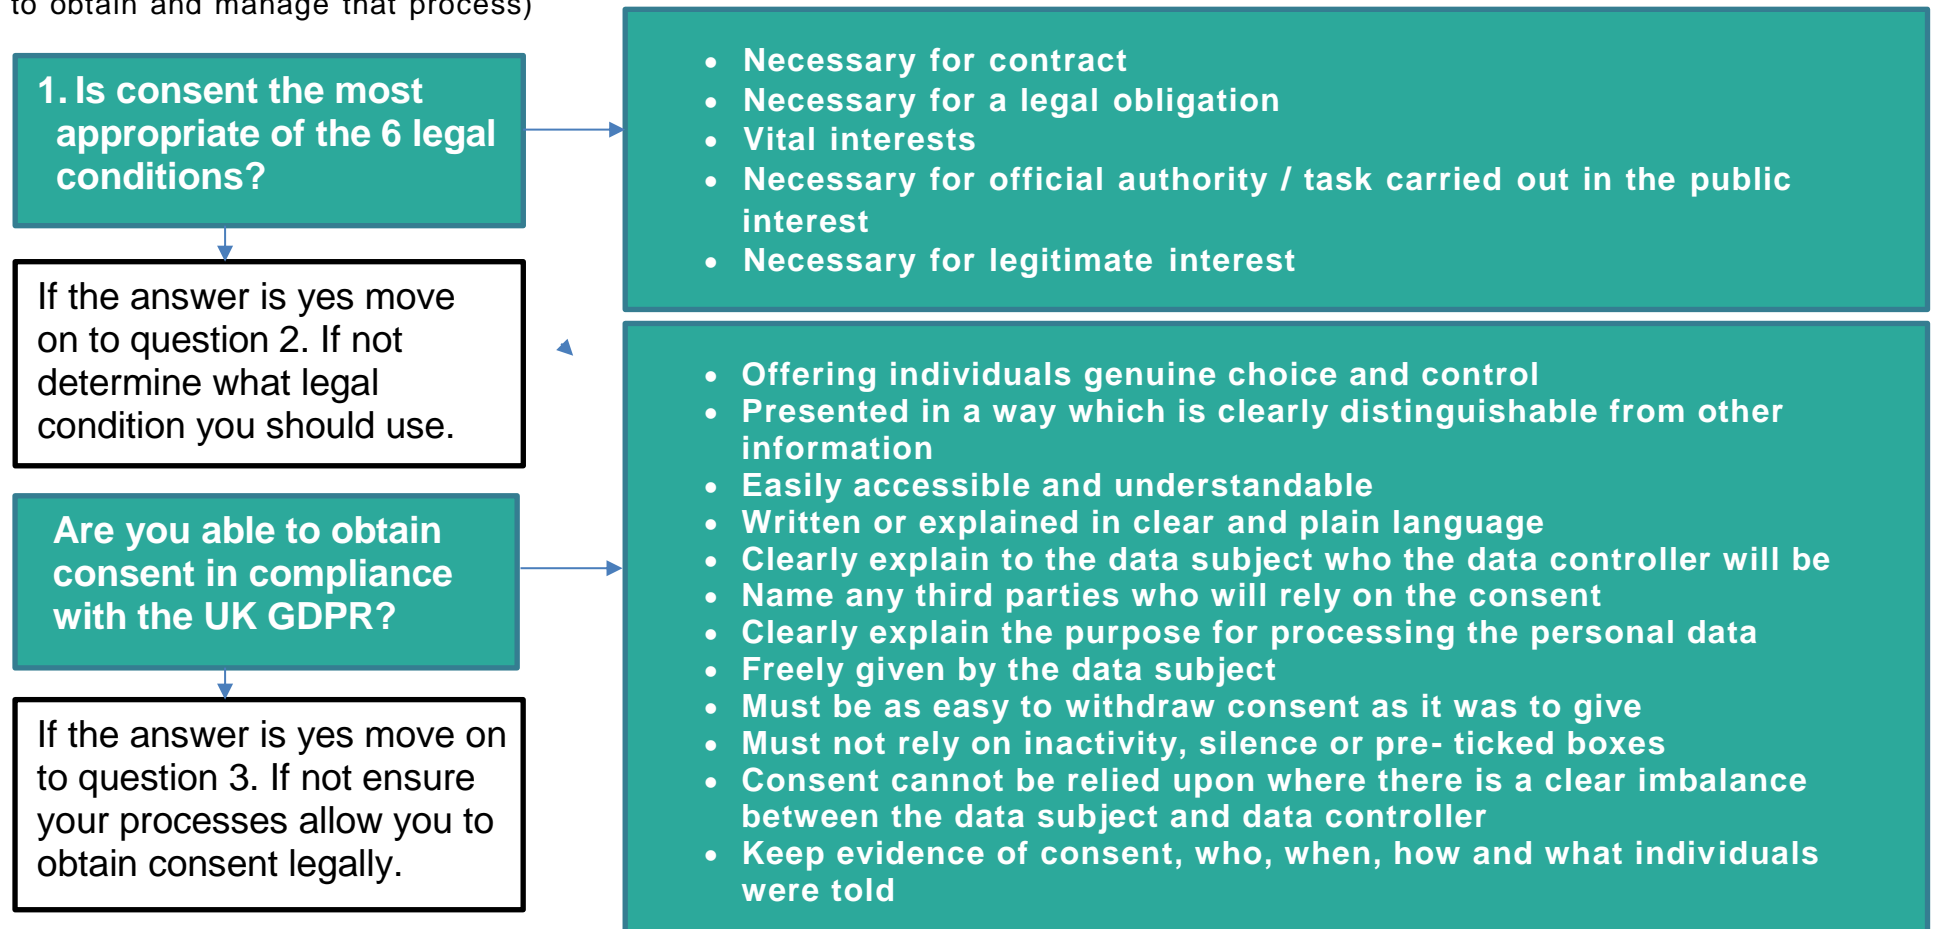 to obtain and manage that process)
1. Is consent the most
appropriate of the 6 legal
conditions?
• Necessary for contract
• Necessary for a legal obligation
• Vital interests
• Necessary for official authority / task carried out in the public
interest
• Necessary for legitimate interest
If the answer is yes move
on to question 2. If not
determine what legal
condition you should use.
Are you able to obtain
consent in compliance
with the UK GDPR?
• Offering individuals genuine choice and control
• Presented in a way which is clearly distinguishable from other
information
• Easily accessible and understandable
• Written or explained in clear and plain language
• Clearly explain to the data subject who the data controller will be
• Name any third parties who will rely on the consent
• Clearly explain the purpose for processing the personal data
• Freely given by the data subject
• Must be as easy to withdraw consent as it was to give
• Must not rely on inactivity, silence or pre- ticked boxes
• Consent cannot be relied upon where there is a clear imbalance
between the data subject and data controller
• Keep evidence of consent, who, when, how and what individuals
were told
If the answer is yes move on
to question 3. If not ensure
your processes allow you to
obtain consent legally.